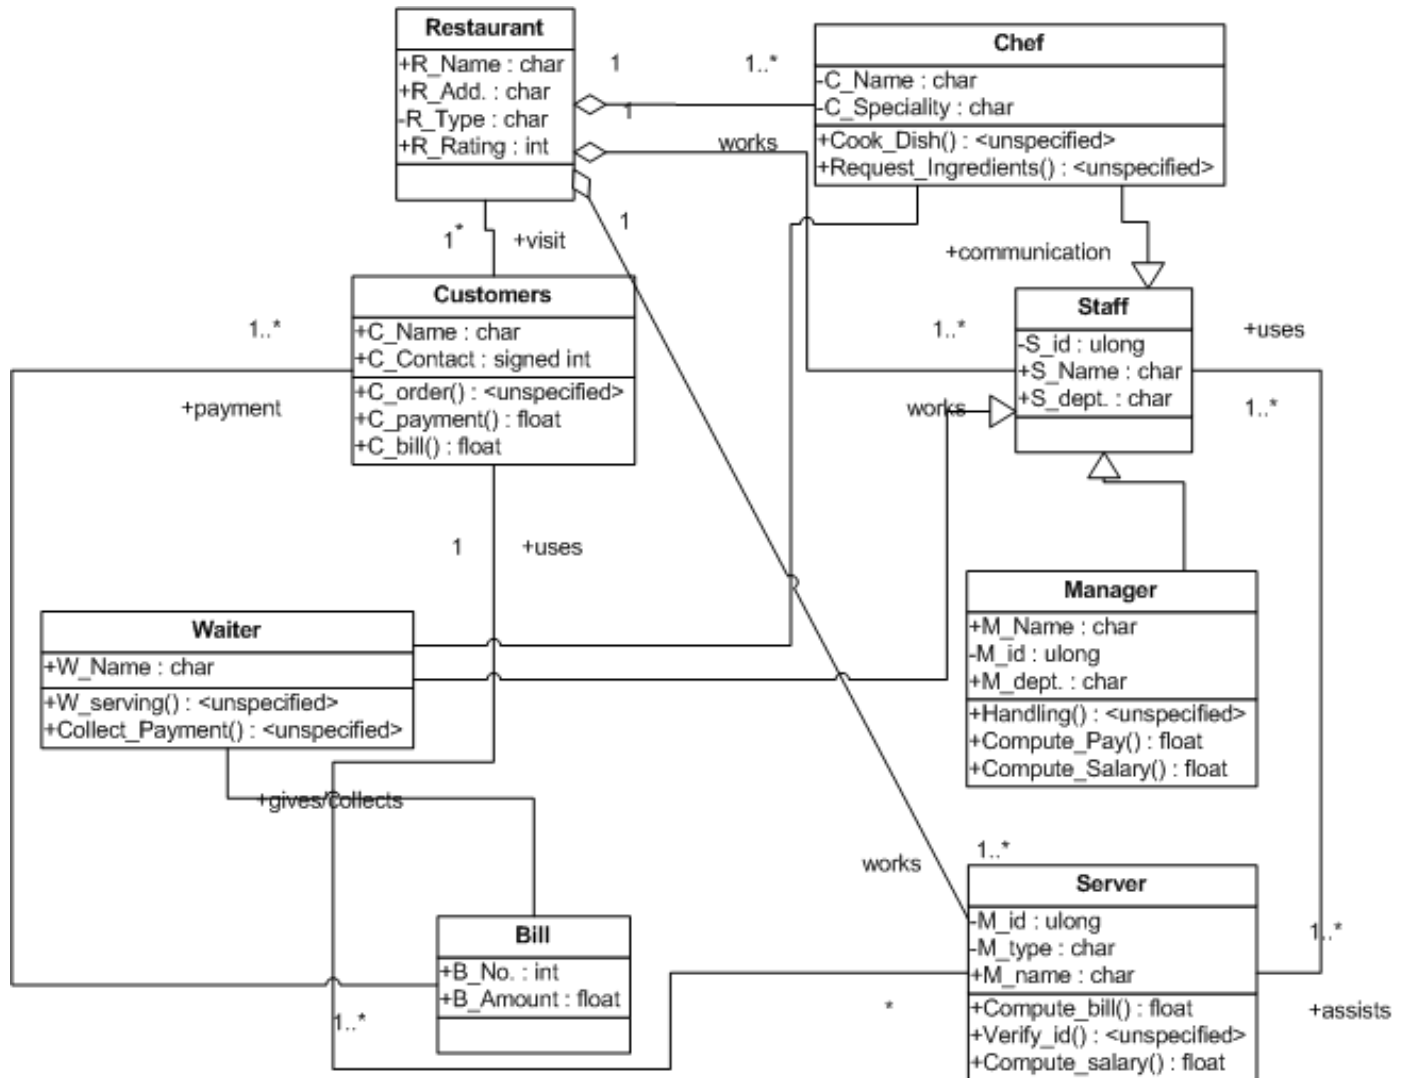 Restaurant
+R_Name : char
+R_Add. : char
-R_Type : char
+R_Rating : int
1
1..*
1
works
Chef
-C_Name : char
-C_Speciality : char
+Cook_Dish() : <unspecified>
+Request_Ingredients() : <unspecified>
1
1*
+visit
+communication
Customers
+C_Name : char
+C_Contact : signed int
+C_order() : <unspecified>
+C_payment() : float
+C_bill() : float
1..*
+payment
1..*
works
Staff
-S_id : ulong
+S_Name : char
+S_dept. : char
+uses
1..*
1
+uses
Waiter
+W_Name : char
+W_serving() : <unspecified>
+Collect_Payment() : <unspecified>
Manager
+M_Name : char
-M_id : ulong
+M_dept. : char
+Handling() : <unspecified>
+Compute_Pay() : float
+Compute_Salary() : float
+gives/collects
works
1..*
Bill
+B_No. : int
+B_Amount : float
1..*
*
Server
-M_id : ulong
-M_type : char
+M_name : char
+Compute_bill() : float
+Verify_id() : <unspecified>
+Compute_salary() : float
1..*
+assists